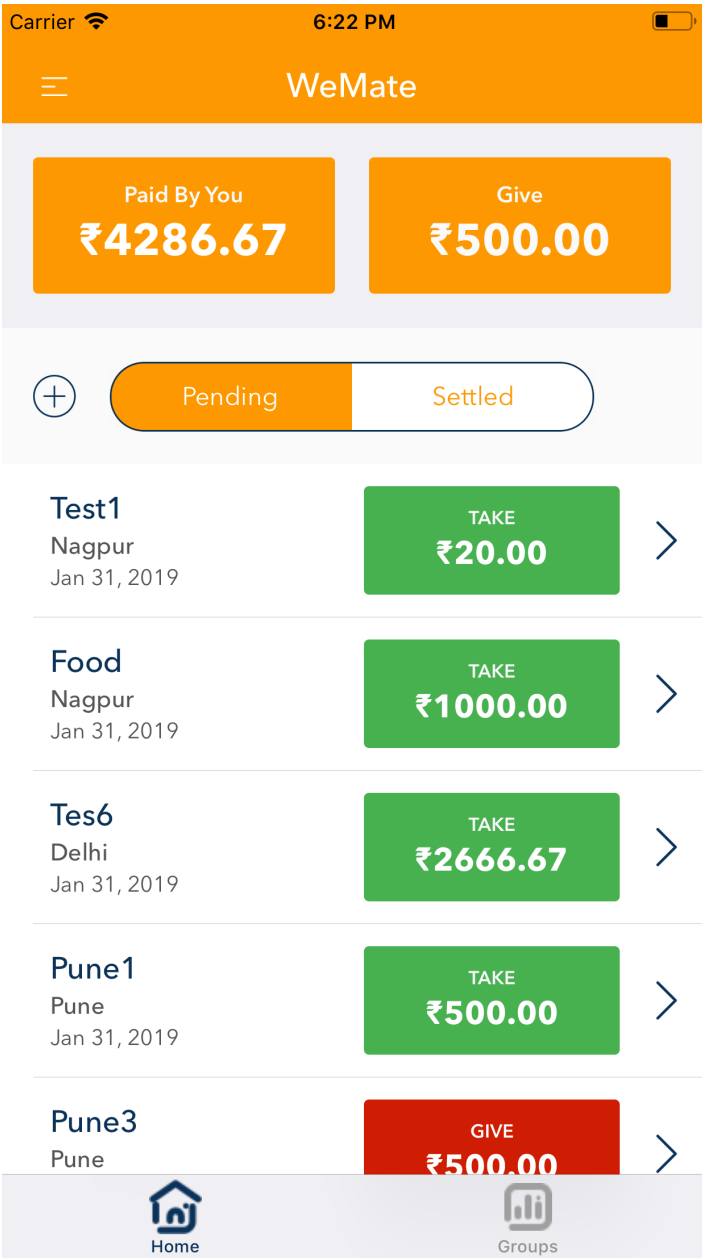 Carrier
6:22 PM
WeMate
Paid By You
₹4286.67
Give
₹500.00
Pending
Settled
Test1
Nagpur
Jan 31, 2019
TAKE
₹20.00
Food
Nagpur
Jan 31, 2019
TAKE
₹1000.00
Tes6
Delhi
Jan 31, 2019
TAKE
₹2666.67
Pune1
Pune
Jan 31, 2019
TAKE
₹500.00
Pune3
Pune
GIVE
₹500.00
Home
Groups